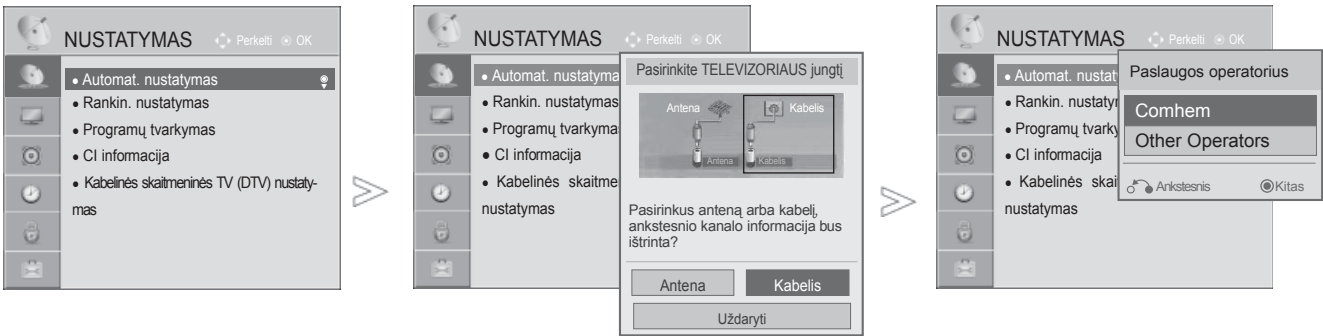 NUSTATYMAS Perkelti OK
• Automat. nustatymas
• Rankin. nustatymas
• Programų tvarkymas
• CI informacija
• Kabelinės skaitmeninės TV (DTV) nustaty-
mas
NUSTATYMAS Perkelti OK
• Automat. nustatyma
• Rankin. nustatymas
• Programų tvarkyma
• CI informacija
• Kabelinės skaitme
nustatymas
Pasirinkite TELEVIZORIAUS jungtį
Antena Kabelis
Antena Kabelis
Pasirinkus anteną arba kabelį,
ankstesnio kanalo informacija bus
ištrinta?
Antena Kabelis
Uždaryti
NUSTATYMAS Perkelti OK
• Automat. nustat
• Rankin. nustatyn
• Programų tvarky
• CI informacija
• Kabelinės skai
nustatymas
Paslaugos operatorius
Comhem
Other Operators
Ankstesnis Kitas